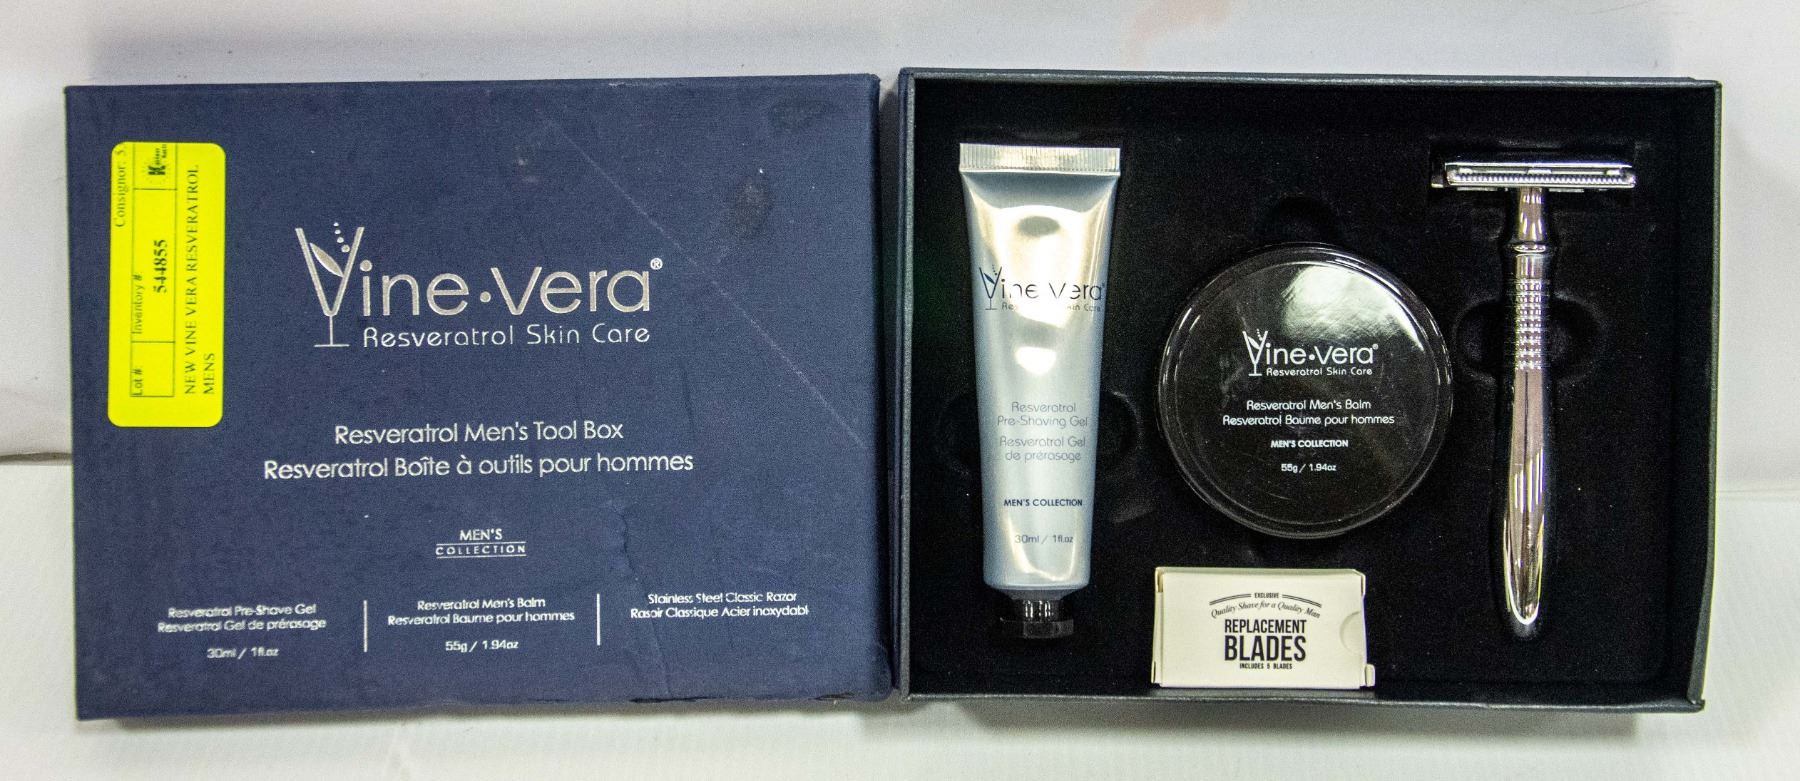 Consignor: 3
Lot #:
Inventory #
544855
NEW VINE VERA RESVERATROL
MENS
Vine·vera®
Resveratrol Skin Care
Resveratrol Men's Tool Box
Resveratrol Boîte à outils pour hommes
MEN'S
COLLECTION
Resveratrol Pre-Shave Gel
Resveratrol Gel de prérasage
30ml / 1fl.oz
Resveratrol Men's Balm
Resveratrol Baume pour hommes
55g / 1.94oz
Stainless Steel Classic Razor
Rasoir Classique Acier inoxydabl
Vine vera®
Resveratrol
Pre-Shaving Gel
Resveratrol Gel
de prérasage
MEN'S COLLECTION
30ml / 1fl.oz
Vine·vera®
Resveratrol Skin Care
Resveratrol Men's Balm
Resveratrol Baume pour hommes
MEN'S COLLECTION
55g / 1.94oz
EXCLUSIVE
Quality Shave for a Quality Man
REPLACEMENT
BLADES
INCLUDES 5 BLADES